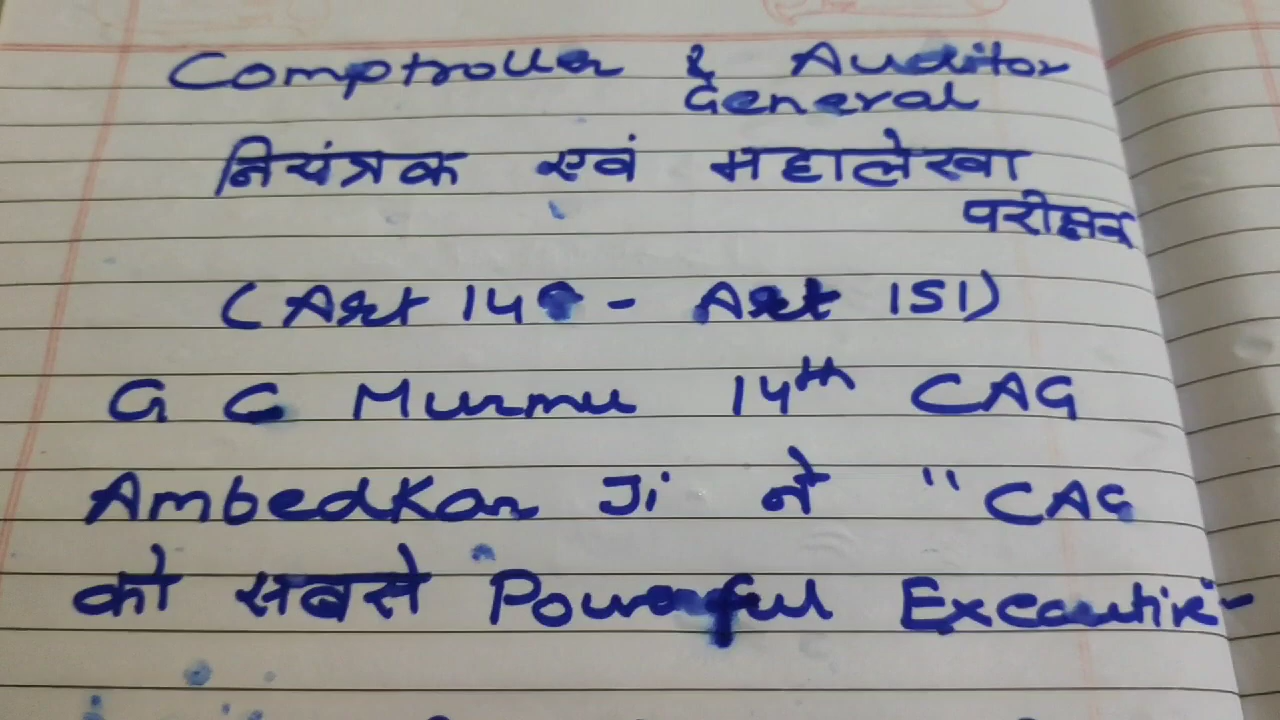 Comptroller & Auditor
General
नियंत्रक एवं महालेखा
परीक्षक
(Art 148 - Art 151)
G C Murmu 14th CAG
Ambedkar Ji ने "CAG
को सबसे Powerful Executive"